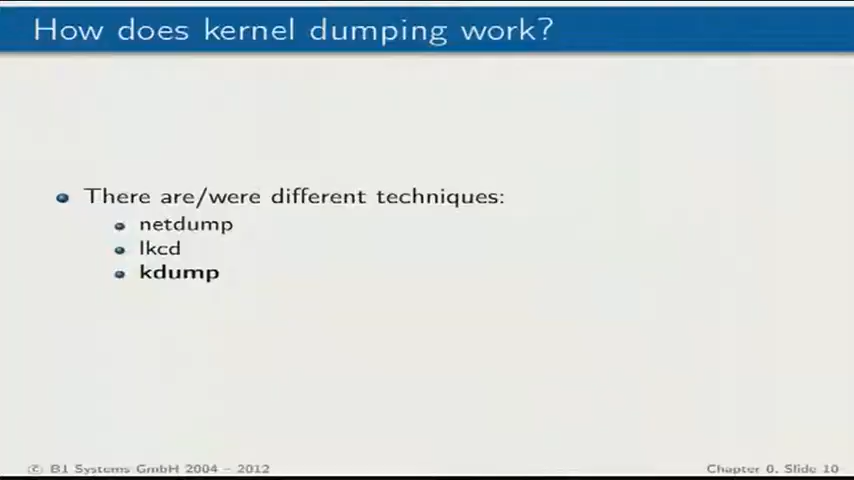 How does kernel dumping work?
There are/were different techniques:
netdump
lkcd
kdump
© B1 Systems GmbH 2004 – 2012
Chapter 0, Slide 10